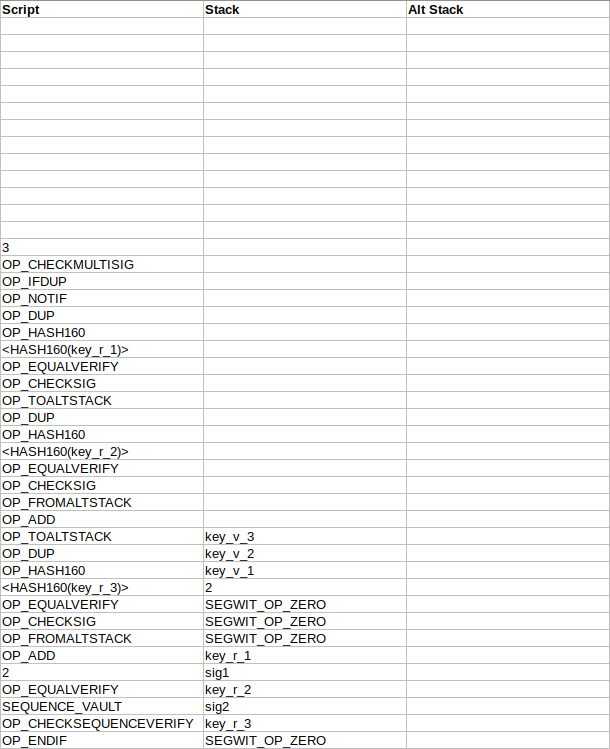 Script Stack Alt Stack
3
OP_CHECKMULTISIG
OP_IFDUP
OP_NOTIF
OP_DUP
OP_HASH160
<HASH160(key_r_1)>
OP_EQUALVERIFY
OP_CHECKSIG
OP_TOALTSTACK
OP_DUP
OP_HASH160
<HASH160(key_r_2)>
OP_EQUALVERIFY
OP_CHECKSIG
OP_FROMALTSTACK
OP_ADD
OP_TOALTSTACK key_v_3
OP_DUP key_v_2
OP_HASH160 key_v_1
<HASH160(key_r_3)> 2
OP_EQUALVERIFY SEGWIT_OP_ZERO
OP_CHECKSIG SEGWIT_OP_ZERO
OP_FROMALTSTACK SEGWIT_OP_ZERO
OP_ADD key_r_1
2 sig1
OP_EQUALVERIFY key_r_2
SEQUENCE_VAULT sig2
OP_CHECKSEQUENCEVERIFY key_r_3
OP_ENDIF SEGWIT_OP_ZERO